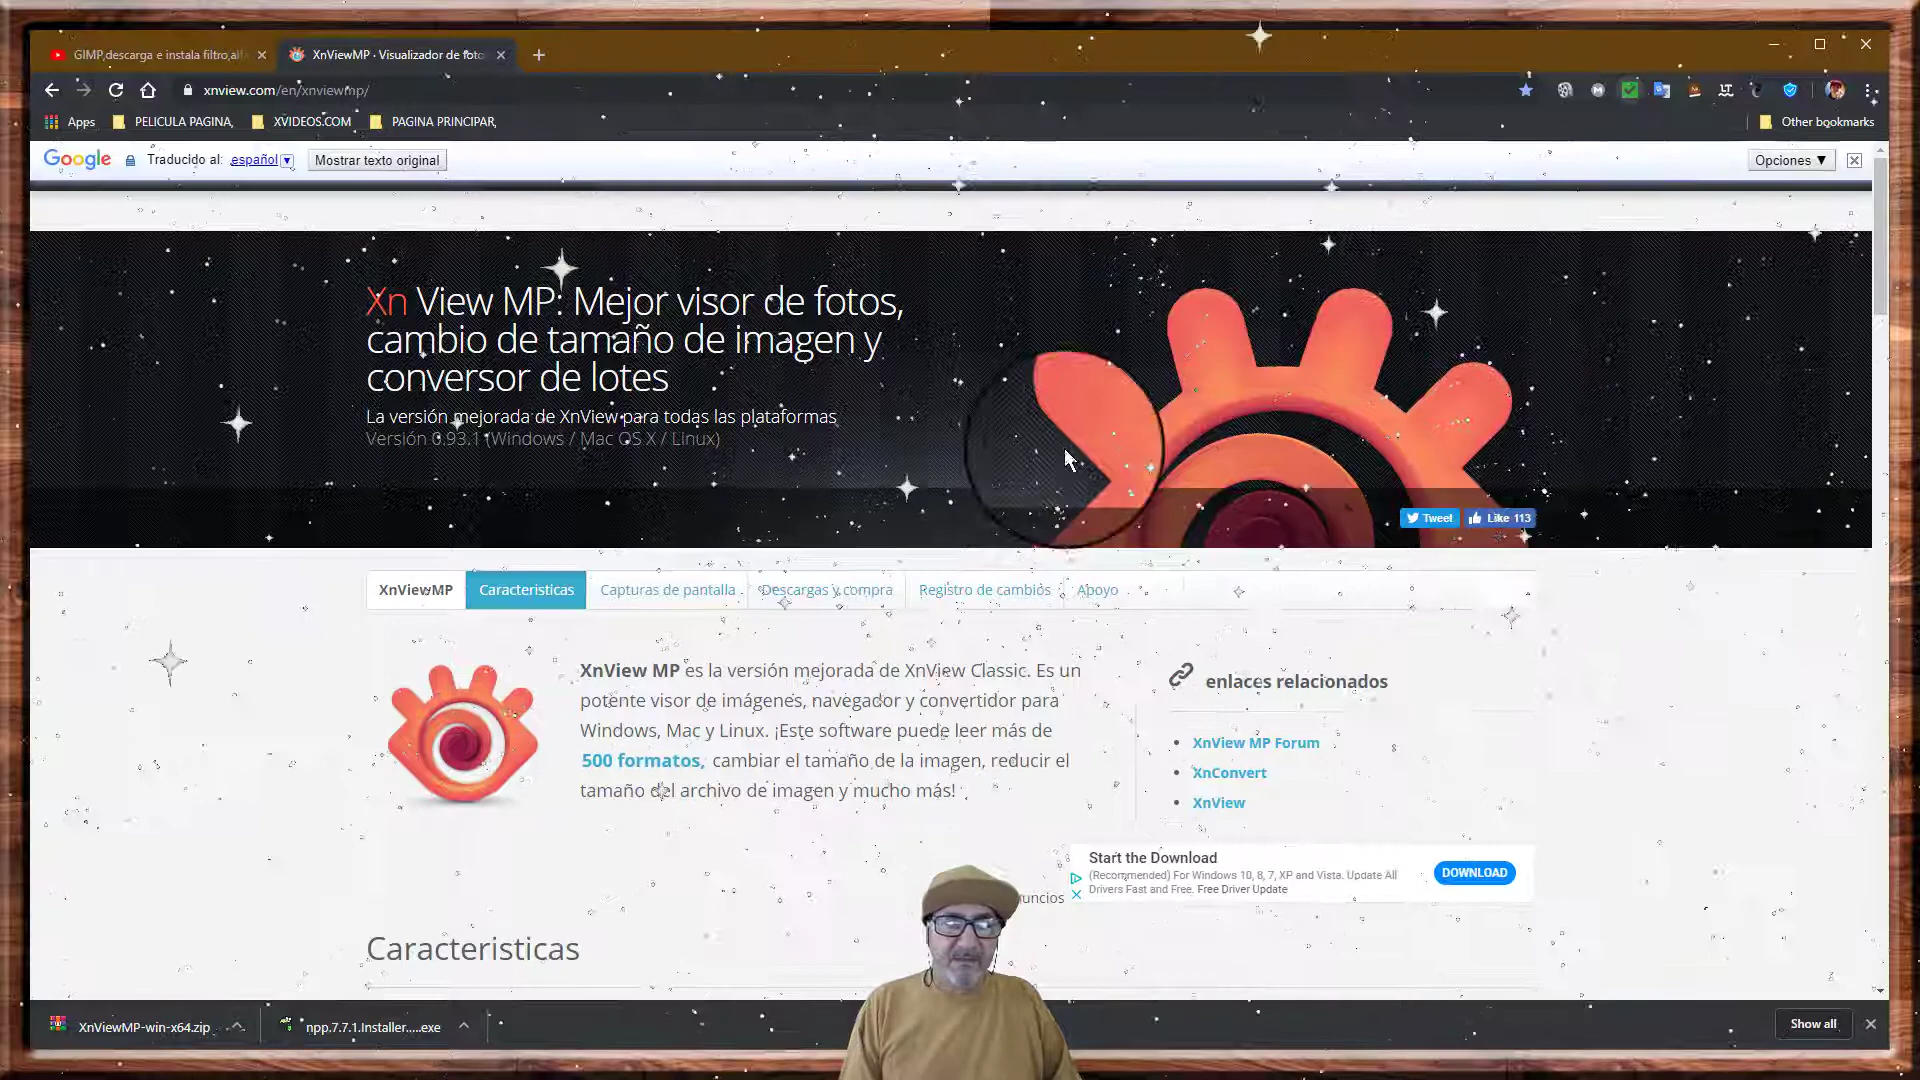 GIMP,descarga e instala filtro,al
XnViewMP · Visualizador de foto
xnview.com/en/xnviewmp/
Apps
PELICULA PAGINA,
XVIDEOS.COM
PAGINA PRINCIPAR,
Other bookmarks
Google
Traducido al:
español
Mostrar texto original
Opciones ▼
Xn View MP: Mejor visor de fotos,
cambio de tamaño de imagen y
conversor de lotes
La versión mejorada de XnView para todas las plataformas
Versión 0.93.1 (Windows / Mac OS X / Linux)
Tweet
Like 113
XnViewMP
Caracteristicas
Capturas de pantalla
Descargas y compra
Registro de cambios
Apoyo
XnView MP es la versión mejorada de XnView Classic. Es un
potente visor de imágenes, navegador y convertidor para
Windows, Mac y Linux. ¡Este software puede leer más de
500 formatos, cambiar el tamaño de la imagen, reducir el
tamaño del archivo de imagen y mucho más!
enlaces relacionados
XnView MP Forum
XnConvert
XnView
Start the Download
(Recommended) For Windows 10, 8, 7, XP and Vista. Update All
Drivers Fast and Free. Free Driver Update
DOWNLOAD
uncios
Caracteristicas
XnViewMP-win-x64.zip
npp.7.7.1.Installer.....exe
Show all